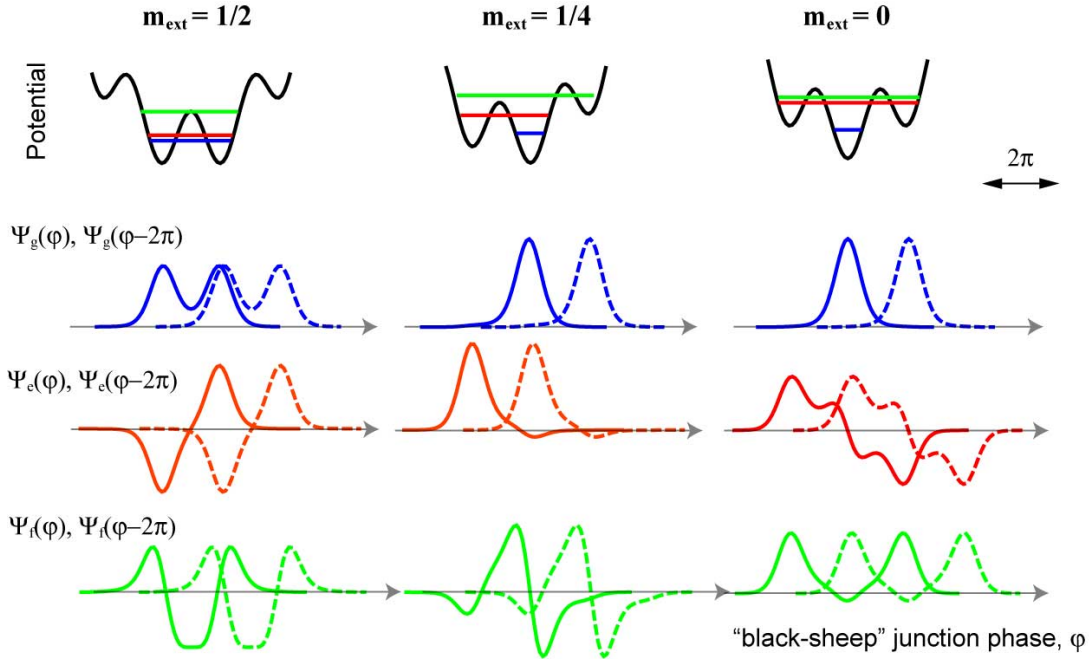 m_ext = 1/2 m_ext = 1/4 m_ext = 0
Potential
2π
Ψ_g(φ), Ψ_g(φ–2π)
Ψ_e(φ), Ψ_e(φ–2π)
Ψ_f(φ), Ψ_f(φ–2π)
“black-sheep” junction phase, φ